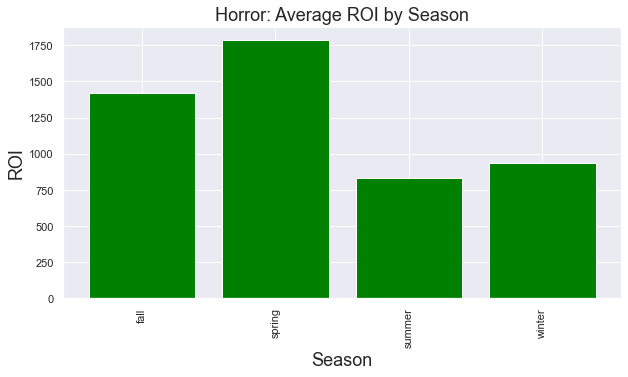 Horror: Average ROI by Season
1750
1500
1250
1000
750
500
250
0
ROI
fall
spring
summer
winter
Season